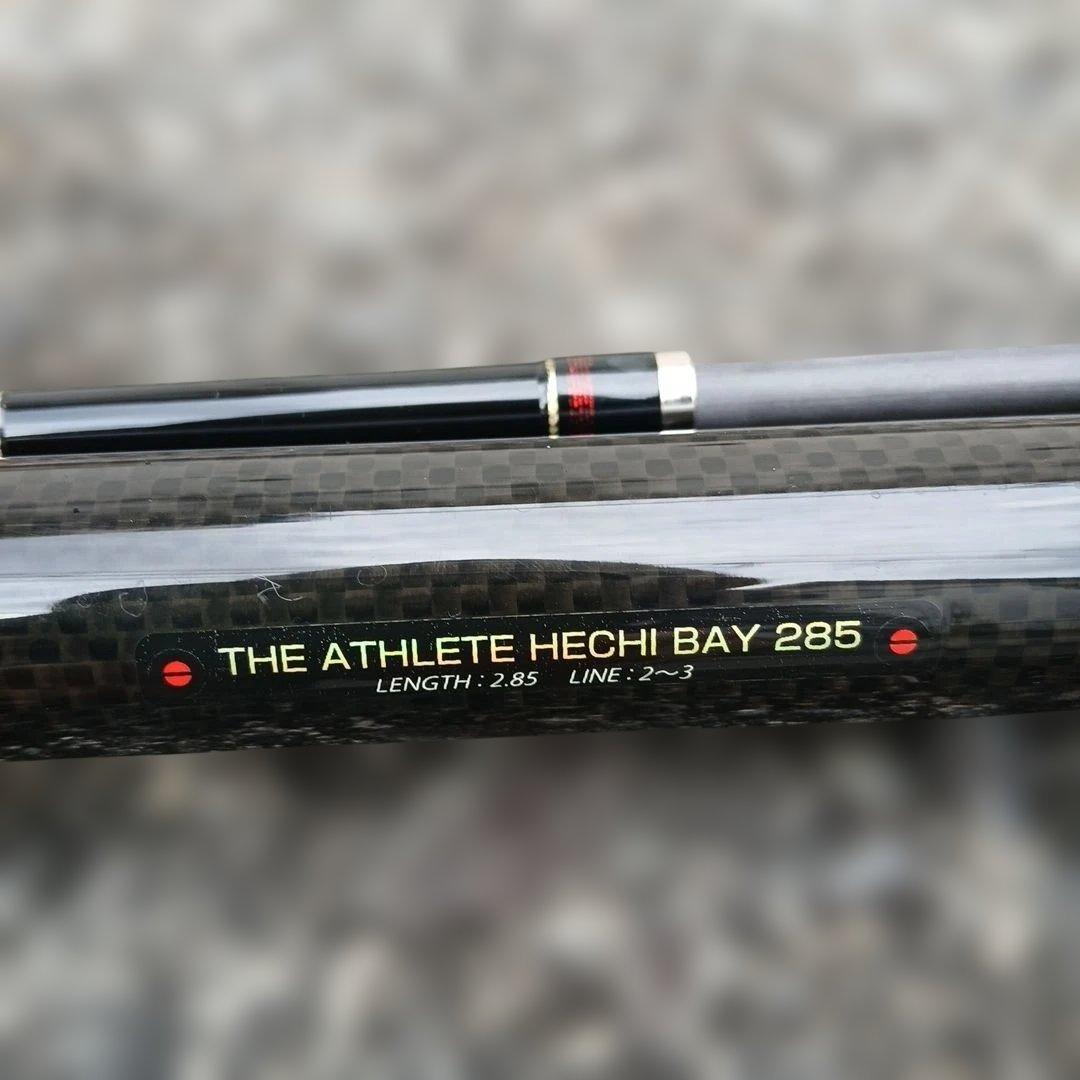 THE ATHLETE HECHI BAY 285
LENGTH : 2.85 LINE : 2〜3